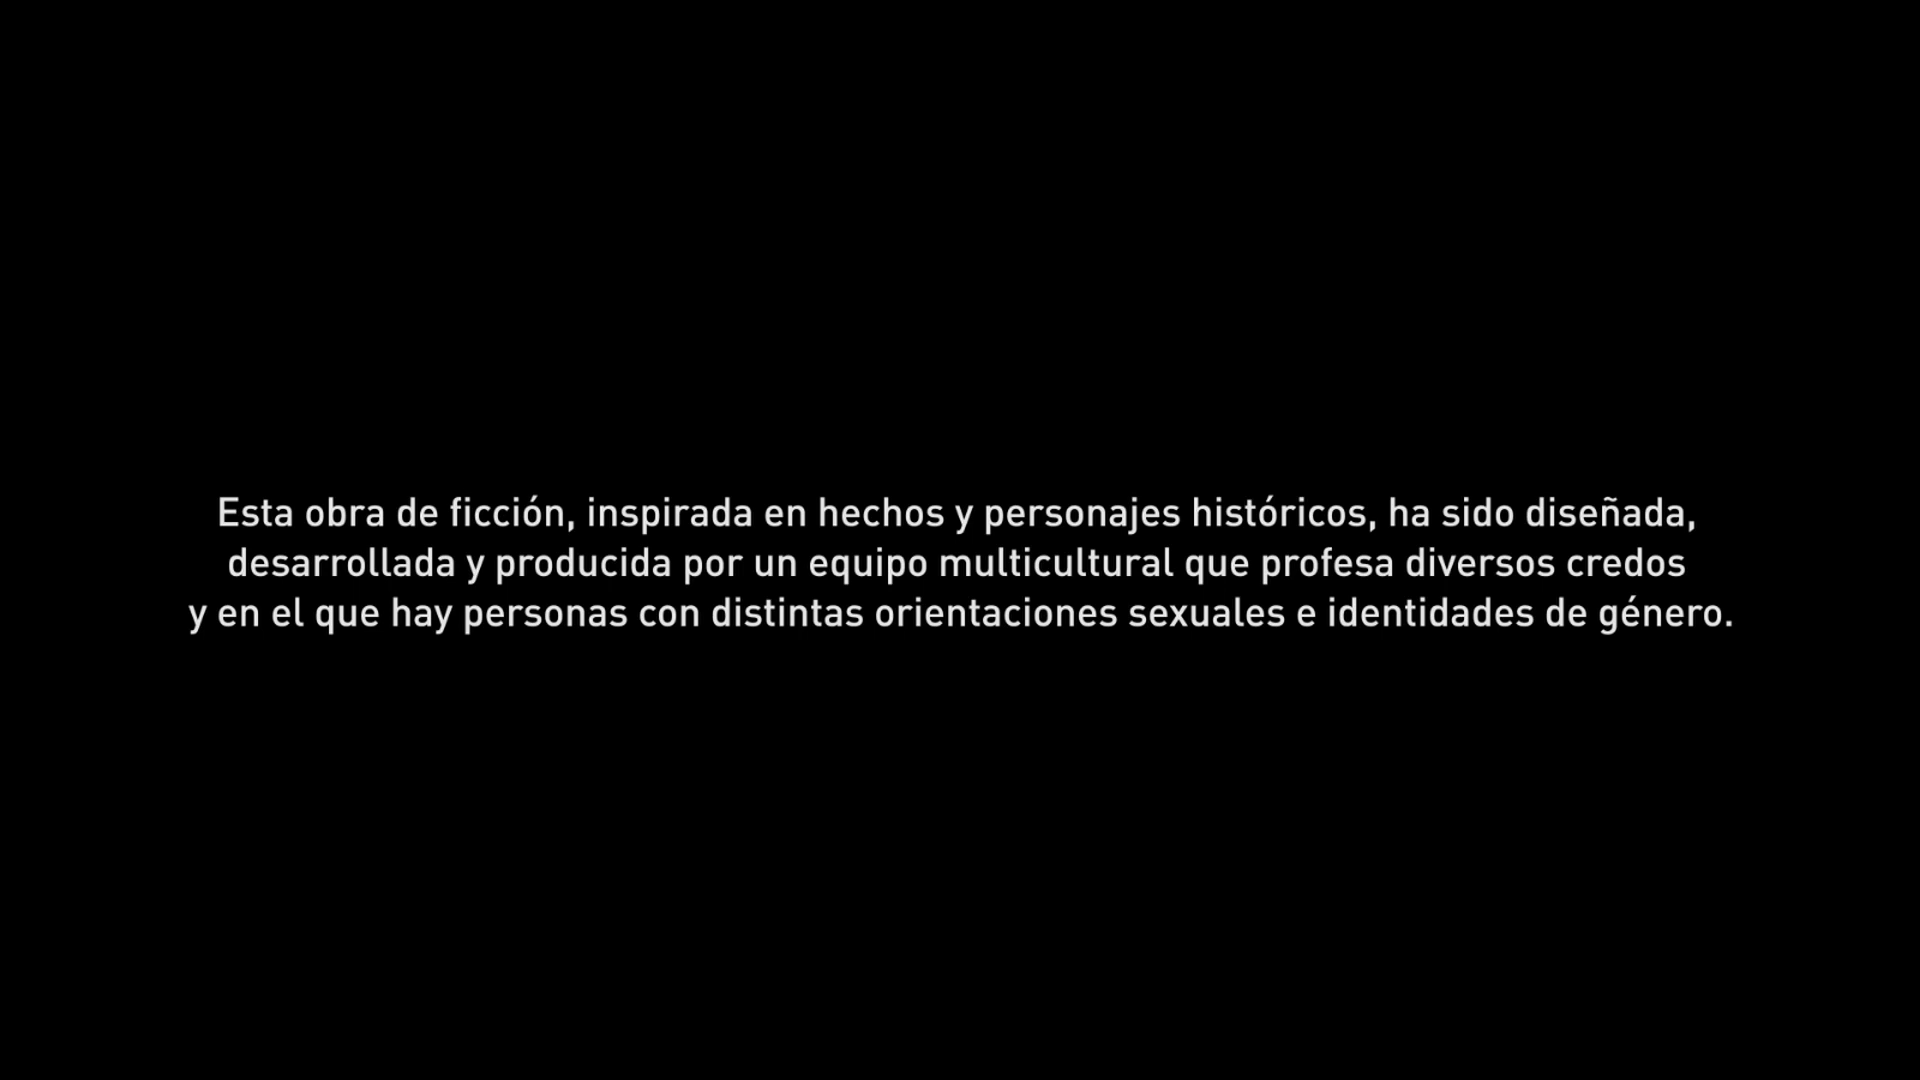 Esta obra de ficción, inspirada en hechos y personajes históricos, ha sido diseñada,
desarrollada y producida por un equipo multicultural que profesa diversos credos
y en el que hay personas con distintas orientaciones sexuales e identidades de género.